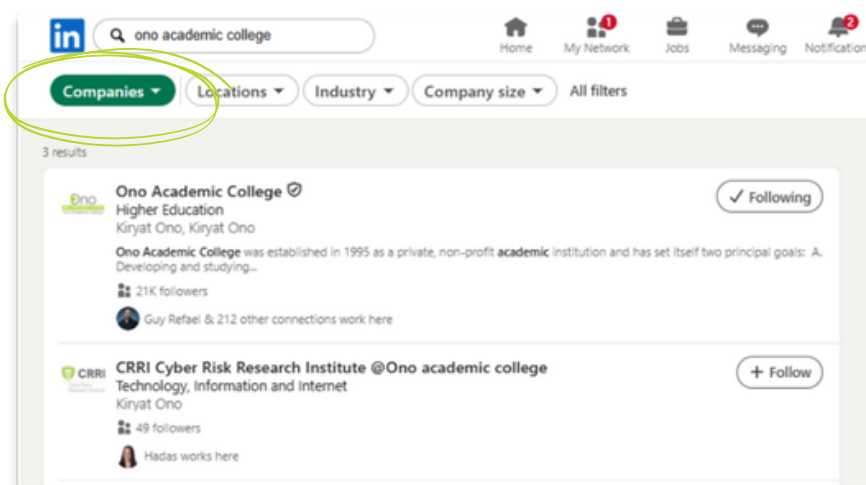 in
ono academic college
1
2
Home
My Network
Jobs
Messaging
Notification
Companies
Locations
Industry
Company size
All filters
3 results
Ono
Ono Academic College
Following
Higher Education
Kiryat Ono, Kiryat Ono
Ono Academic College was established in 1995 as a private, non-profit academic institution and has set itself two principal goals: A.
Developing and studying...
21K followers
Guy Refael & 212 other connections work here
CRRI
CRRI Cyber Risk Research Institute @Ono academic college
+ Follow
Technology, Information and Internet
Kiryat Ono
49 followers
Hadas works here